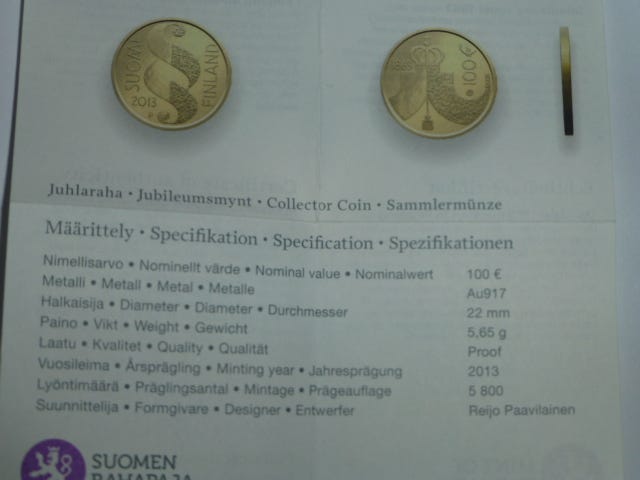 SUOMI
FINLAND
2013
1863
100€
Juhlaraha • Jubileumsmynt • Collector Coin • Sammlermünze
Määrittely • Specifikation • Specification • Spezifikationen
Nimellisarvo • Nominellt värde • Nominal value • Nominalwert 100 €
Metalli • Metall • Metal • Metalle Au917
Halkaisija • Diameter • Diameter • Durchmesser 22 mm
Paino • Vikt • Weight • Gewicht 5,65 g
Laatu • Kvalitet • Quality • Qualität Proof
Vuosileima • Årsprägling • Minting year • Jahresprägung 2013
Lyöntimäärä • Präglingsantal • Mintage • Prägeauflage 5 800
Suunnittelija • Formgivare • Designer • Entwerfer Reijo Paavilainen
SUOMEN
RAHAPAJA